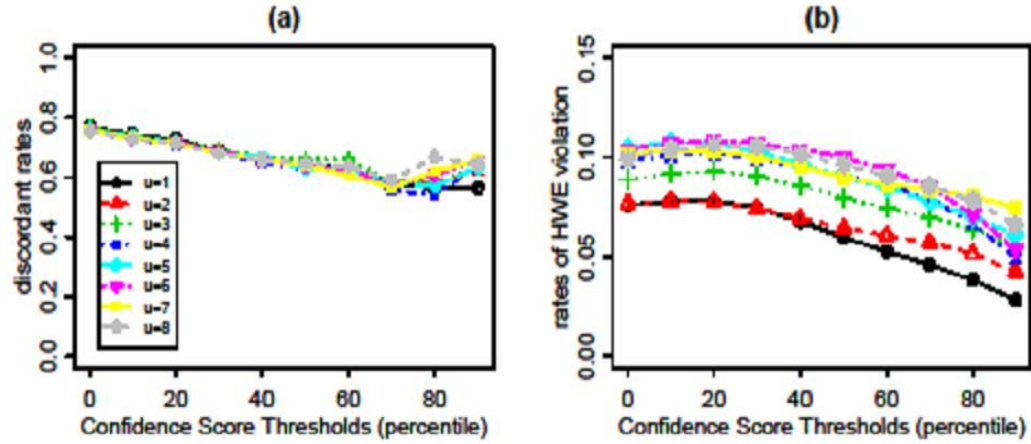 (a)
discordant rates
1.0
0.8
0.6
0.4
0.2
0.0
u=1
u=2
u=3
u=4
u=5
u=6
u=7
u=8
0 20 40 60 80
Confidence Score Thresholds (percentile)
(b)
rates of HWE violation
0.15
0.10
0.05
0.00
0 20 40 60 80
Confidence Score Thresholds (percentile)